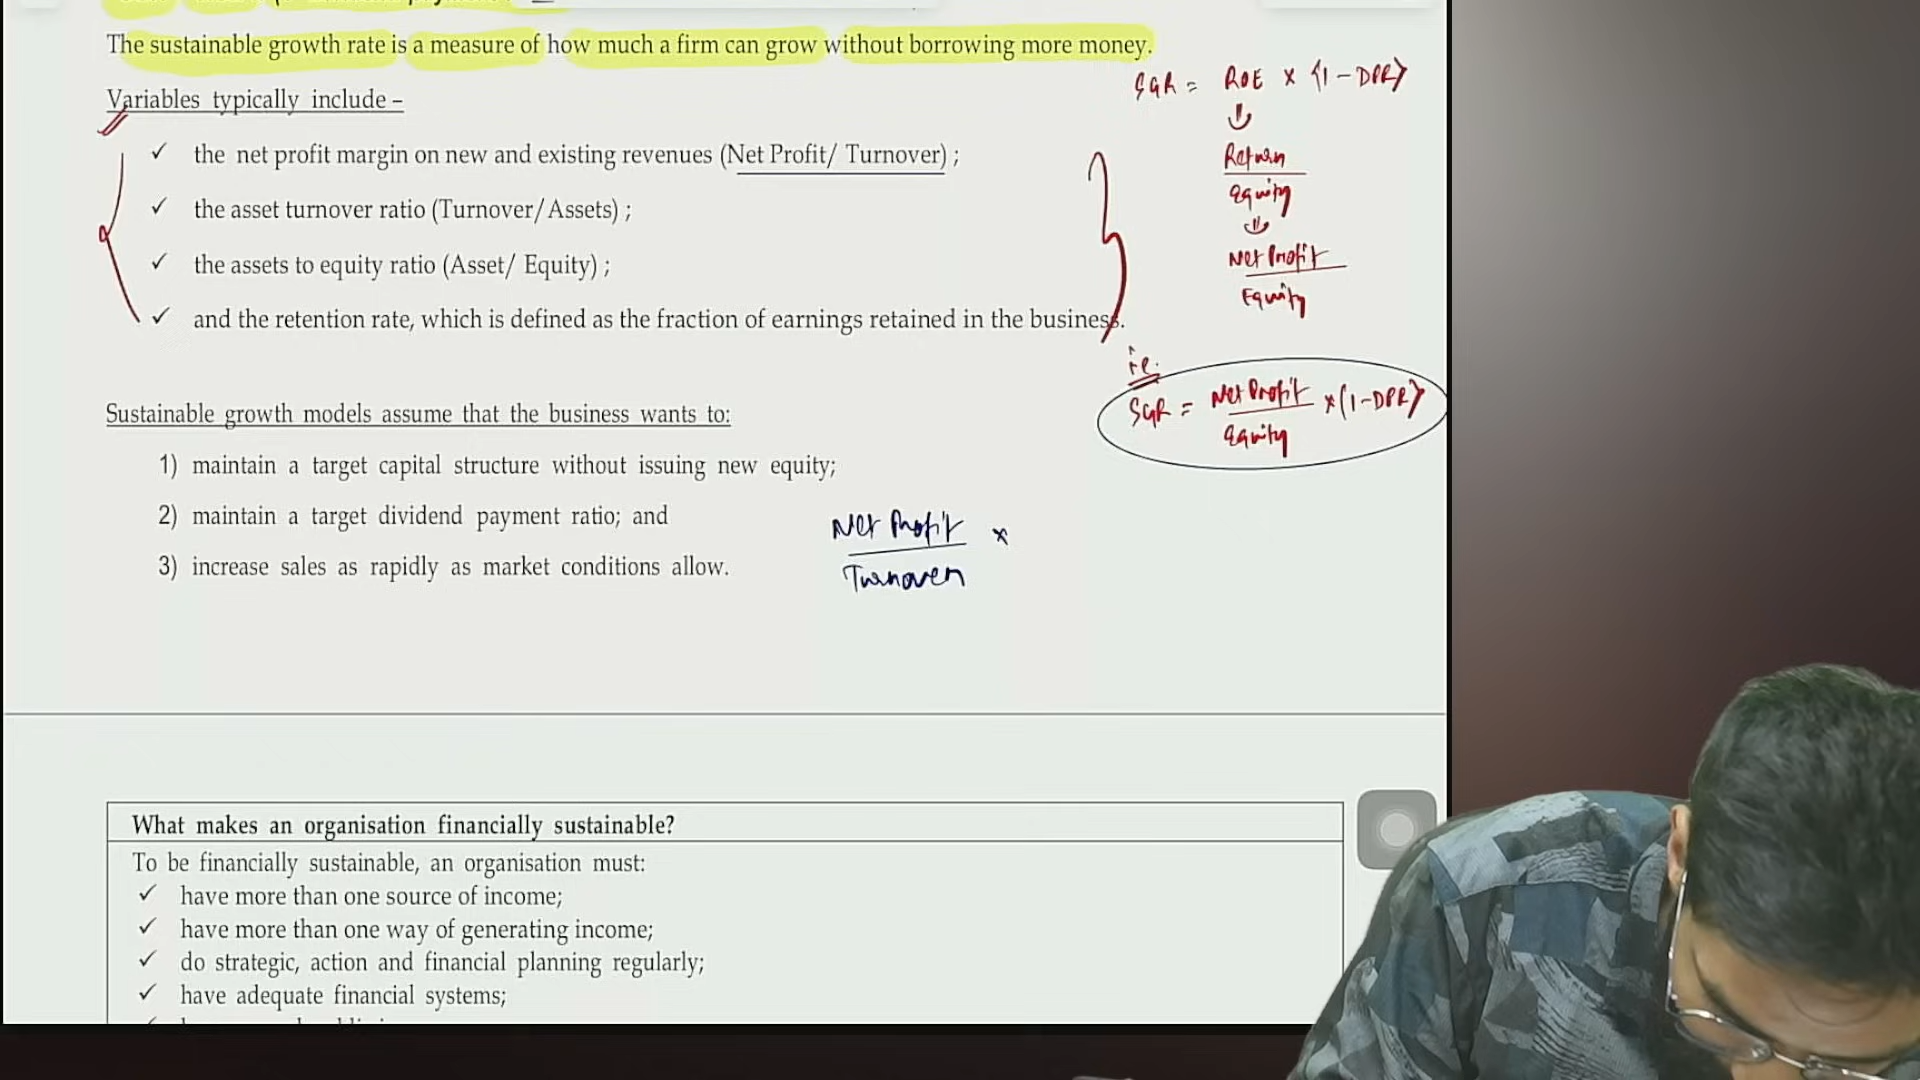 The sustainable growth rate is a measure of how much a firm can grow without borrowing more money.
SGR = ROE × (1 - DPR)
Variables typically include –
✓ the net profit margin on new and existing revenues (Net Profit/ Turnover) ;
Return
Equity
✓ the asset turnover ratio (Turnover/Assets) ;
✓ the assets to equity ratio (Asset/ Equity) ;
Net Profit
Equity
✓ and the retention rate, which is defined as the fraction of earnings retained in the business.
i.e.
SGR = Net Profit × (1-DPR)
Equity
Sustainable growth models assume that the business wants to:
1) maintain a target capital structure without issuing new equity;
2) maintain a target dividend payment ratio; and
3) increase sales as rapidly as market conditions allow.
Net Profit ×
Turnover
What makes an organisation financially sustainable?
To be financially sustainable, an organisation must:
✓ have more than one source of income;
✓ have more than one way of generating income;
✓ do strategic, action and financial planning regularly;
✓ have adequate financial systems;